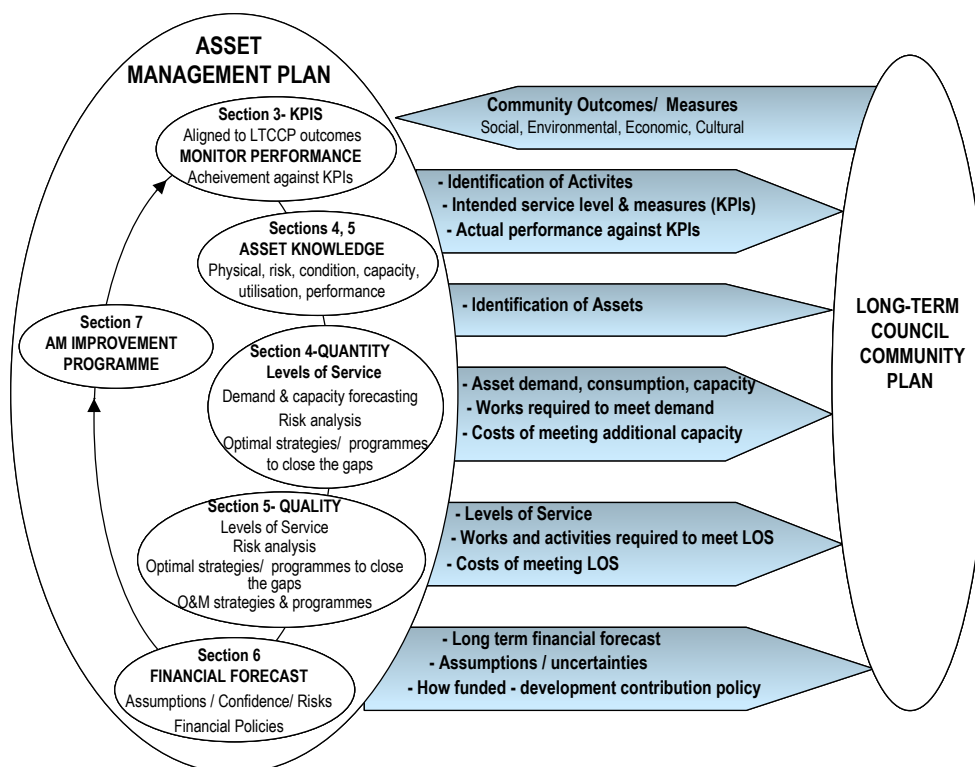 ASSET
MANAGEMENT PLAN
Section 3- KPIS
Aligned to LTCCP outcomes
MONITOR PERFORMANCE
Acheivement against KPIs
Sections 4, 5
ASSET KNOWLEDGE
Physical, risk, condition, capacity,
utilisation, performance
Section 7
AM IMPROVEMENT
PROGRAMME
Section 4-QUANTITY
Levels of Service
Demand & capacity forecasting
Risk analysis
Optimal strategies/ programmes
to close the gaps
Section 5- QUALITY
Levels of Service
Risk analysis
Optimal strategies/ programmes to close
the gaps
O&M strategies & programmes
Section 6
FINANCIAL FORECAST
Assumptions / Confidence/ Risks
Financial Policies
Community Outcomes/ Measures
Social, Environmental, Economic, Cultural
- Identification of Activites
- Intended service level & measures (KPIs)
- Actual performance against KPIs
- Identification of Assets
- Asset demand, consumption, capacity
- Works required to meet demand
- Costs of meeting additional capacity
- Levels of Service
- Works and activities required to meet LOS
- Costs of meeting LOS
- Long term financial forecast
- Assumptions / uncertainties
- How funded - development contribution policy
LONG-TERM
COUNCIL
COMMUNITY
PLAN